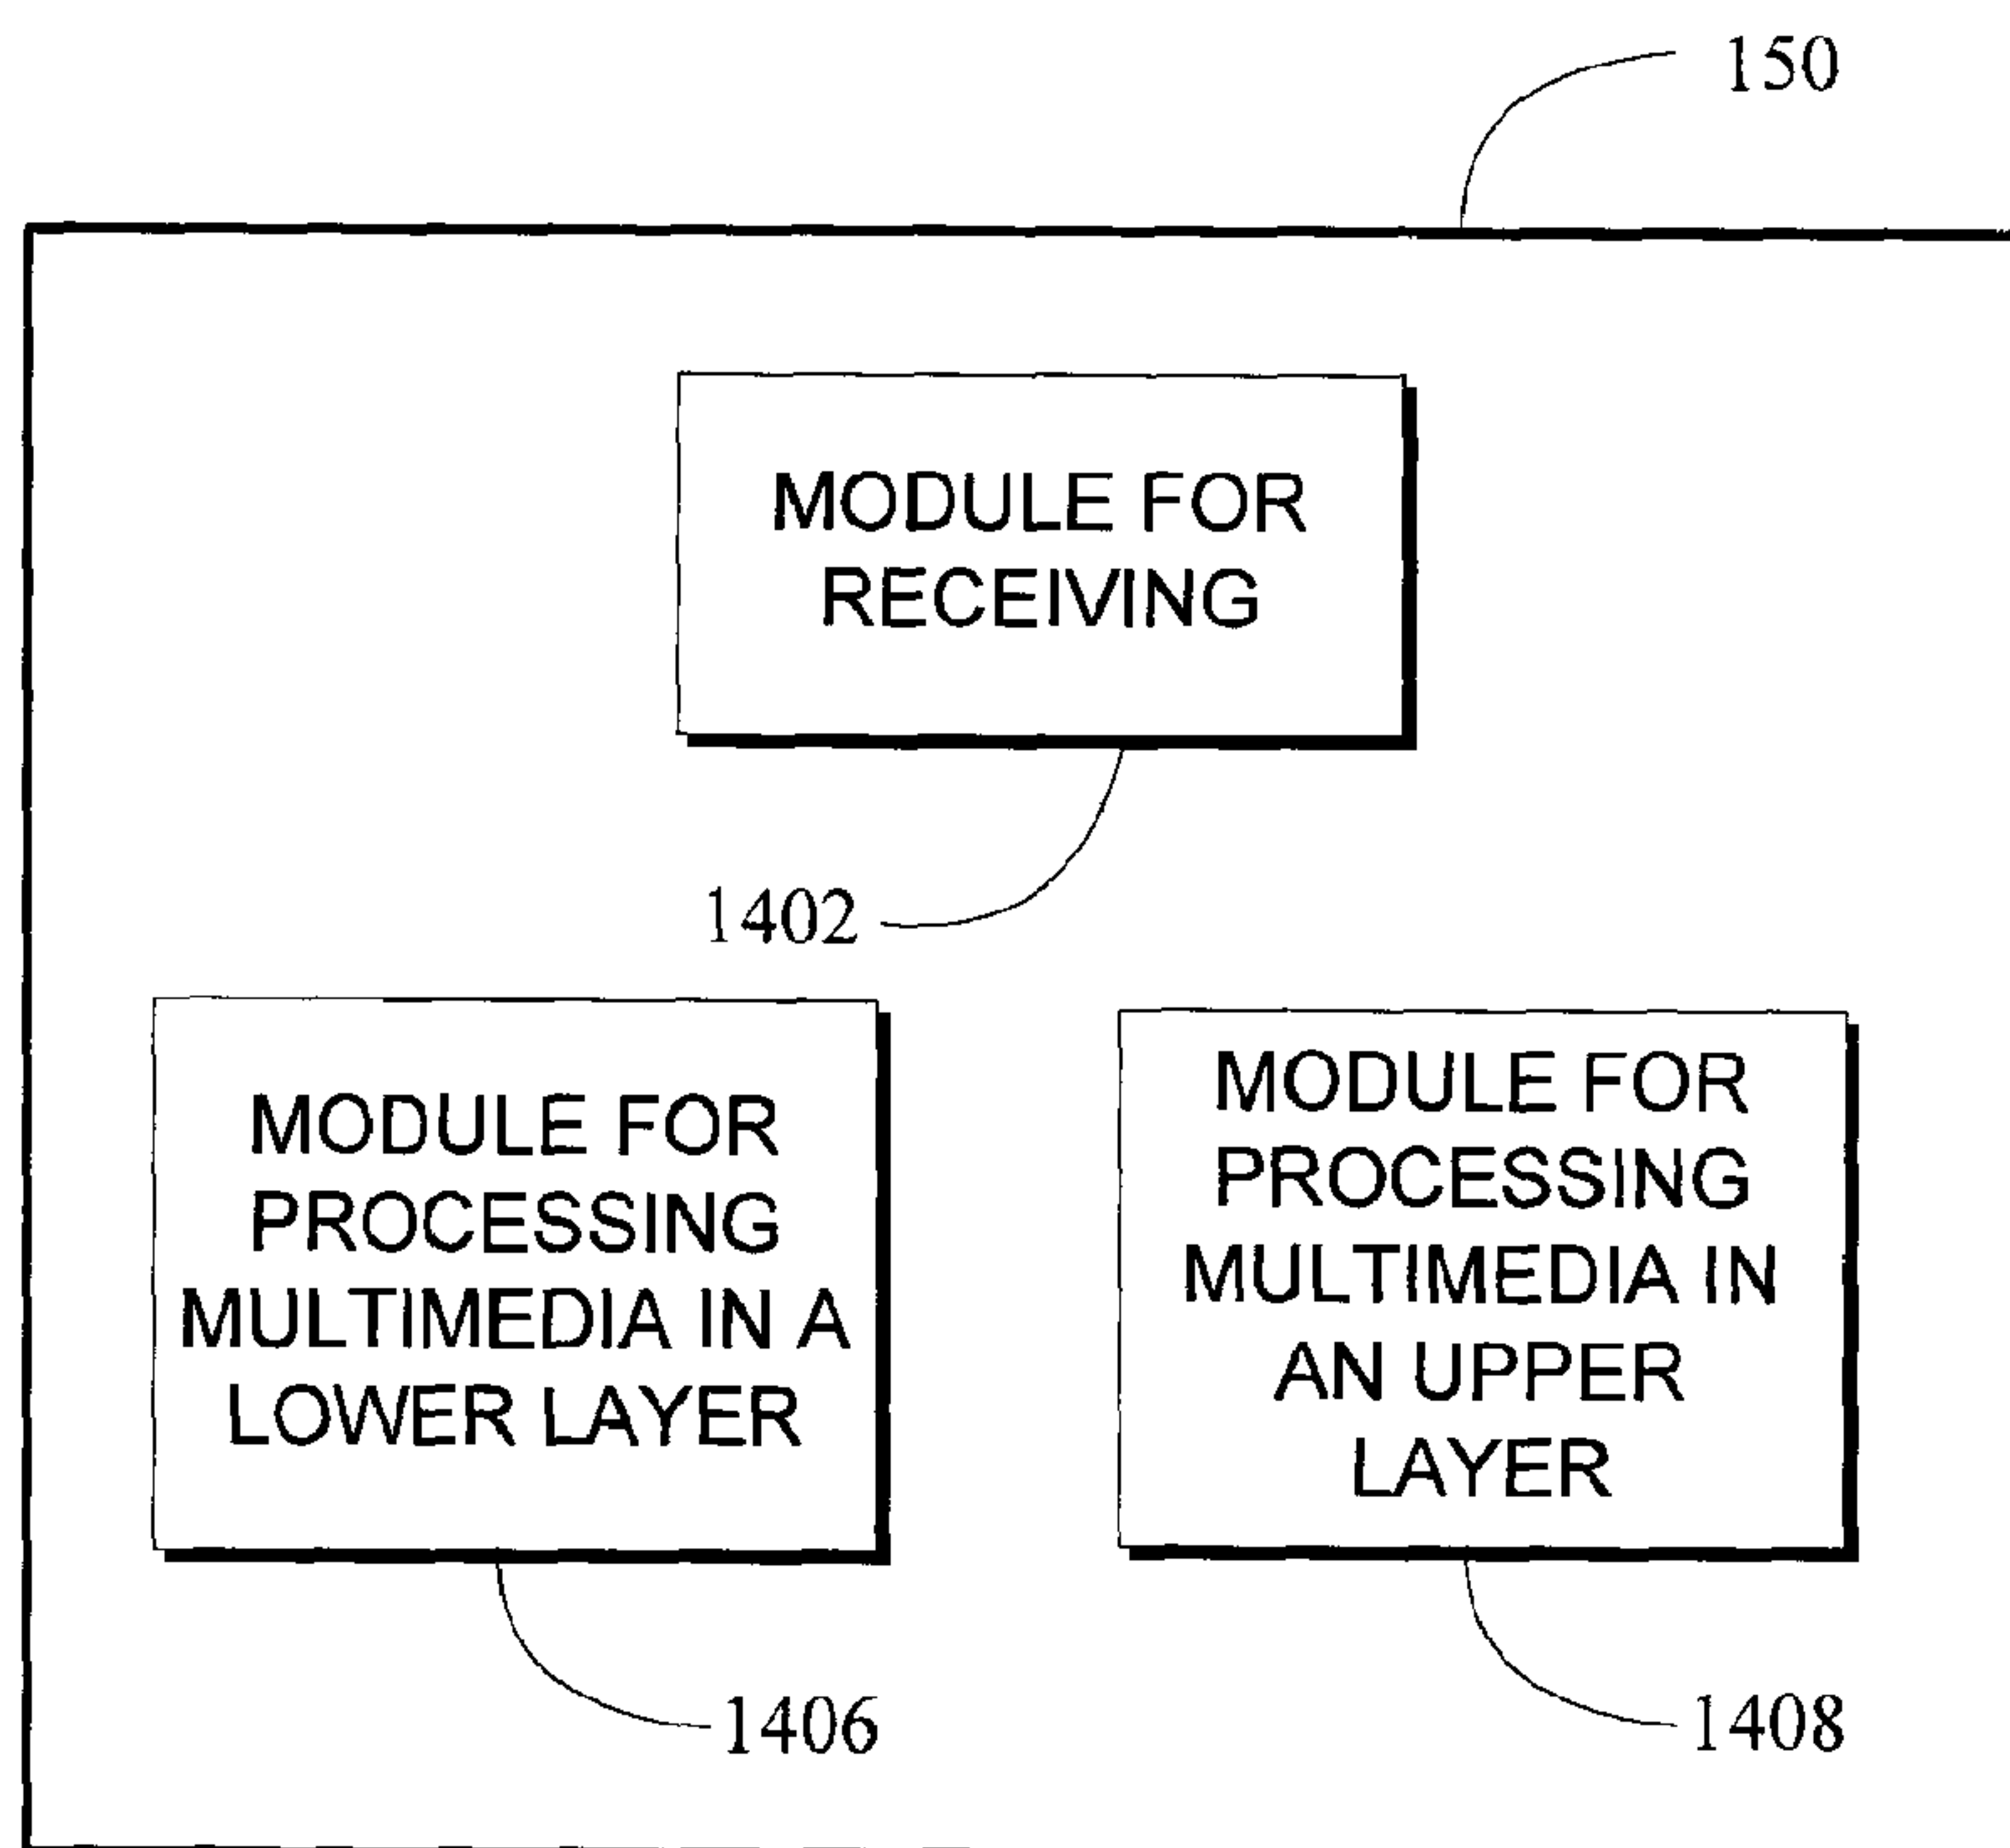 150
MODULE FOR
RECEIVING
1402
MODULE FOR
PROCESSING
MULTIMEDIA IN A
LOWER LAYER
1406
MODULE FOR
PROCESSING
MULTIMEDIA IN
AN UPPER
LAYER
1408